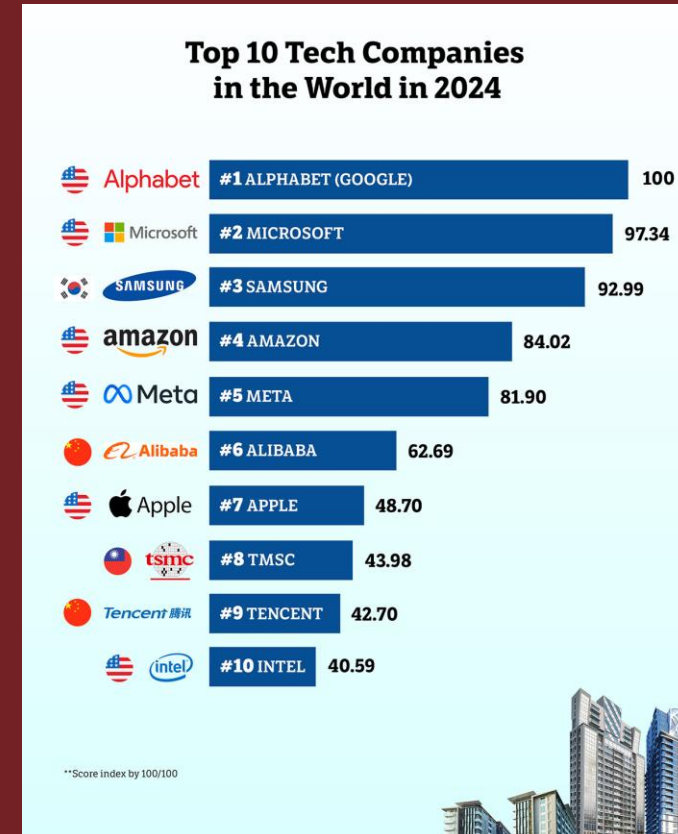 Top 10 Tech Companies
in the World in 2024
Alphabet #1 ALPHABET (GOOGLE) 100
Microsoft #2 MICROSOFT 97.34
SAMSUNG #3 SAMSUNG 92.99
amazon #4 AMAZON 84.02
Meta #5 META 81.90
Alibaba #6 ALIBABA 62.69
Apple #7 APPLE 48.70
tsmc #8 TMSC 43.98
Tencent 腾讯 #9 TENCENT 42.70
intel #10 INTEL 40.59
**Score index by 100/100